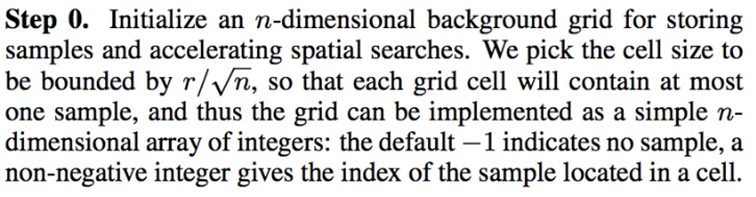 Step 0. Initialize an n-dimensional background grid for storing
samples and accelerating spatial searches. We pick the cell size to
be bounded by r/√n, so that each grid cell will contain at most
one sample, and thus the grid can be implemented as a simple n-
dimensional array of integers: the default −1 indicates no sample, a
non-negative integer gives the index of the sample located in a cell.